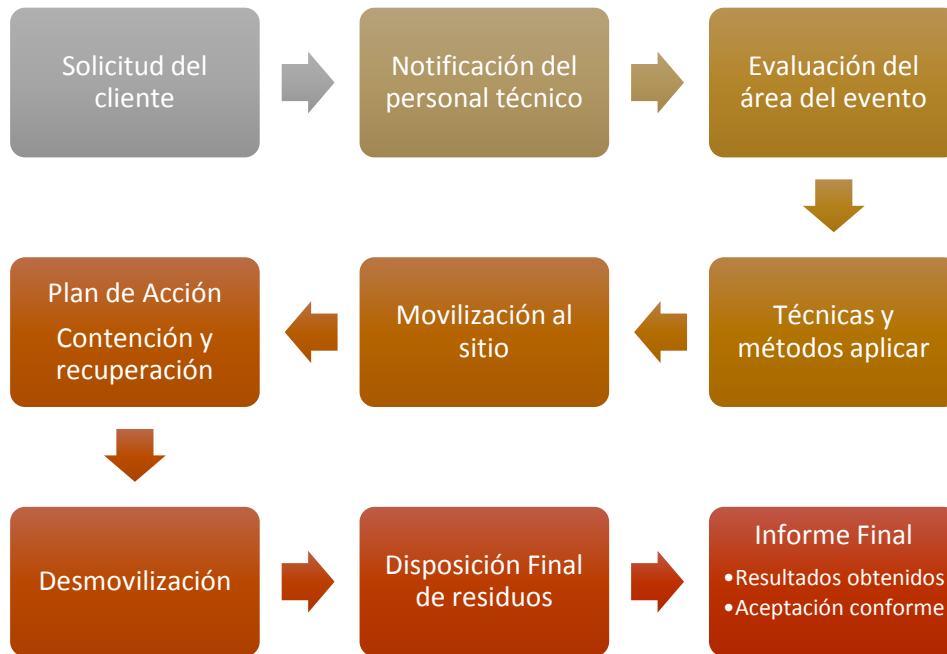 Solicitud del
cliente
Notificación del
personal técnico
Evaluación del
área del evento
Técnicas y
métodos aplicar
Movilización al
sitio
Plan de Acción
Contención y
recuperación
Desmovilización
Disposición Final
de residuos
Informe Final
•Resultados obtenidos
•Aceptación conforme